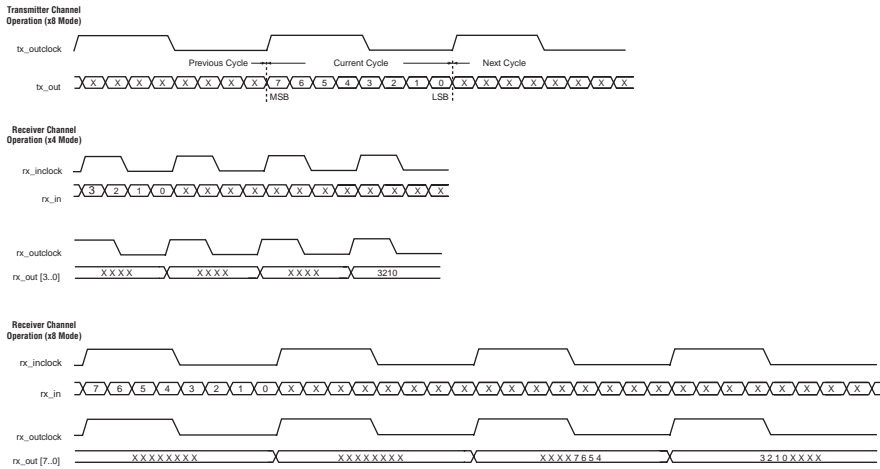 Transmitter Channel
Operation (x8 Mode)
tx_outclock
Previous Cycle Current Cycle Next Cycle
tx_out X X X X X X X X 7 6 5 4 3 2 1 0 X X X X X X X X
MSB LSB
Receiver Channel
Operation (x4 Mode)
rx_inclock
rx_in 3 2 1 0 X X X X X X X X X X X X
rx_outclock
rx_out [3..0] X X X X X X X X X X X X 3210
Receiver Channel
Operation (x8 Mode)
rx_inclock
rx_in 7 6 5 4 3 2 1 0 X X X X X X X X X X X X X X X X X X X X X X X X
rx_outclock
rx_out [7..0] X X X X X X X X X X X X X X X X X X X X 7 6 5 4 3 2 1 0 X X X X